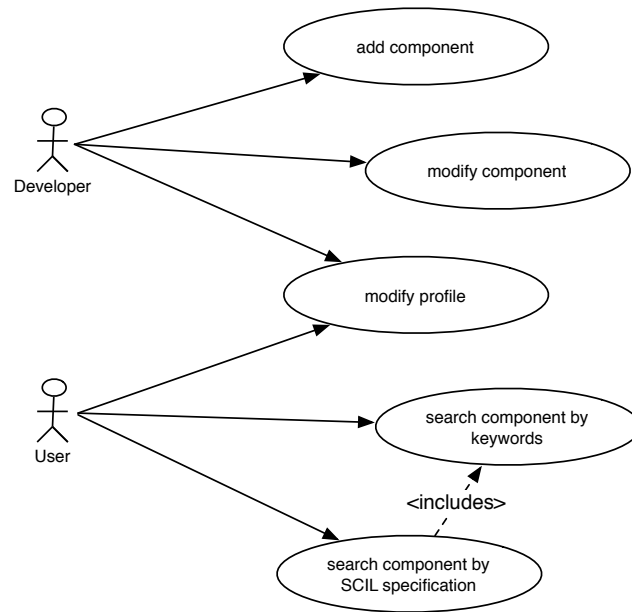 add component
Developer
modify component
modify profile
User
search component by
keywords
<includes>
search component by
SCIL specification